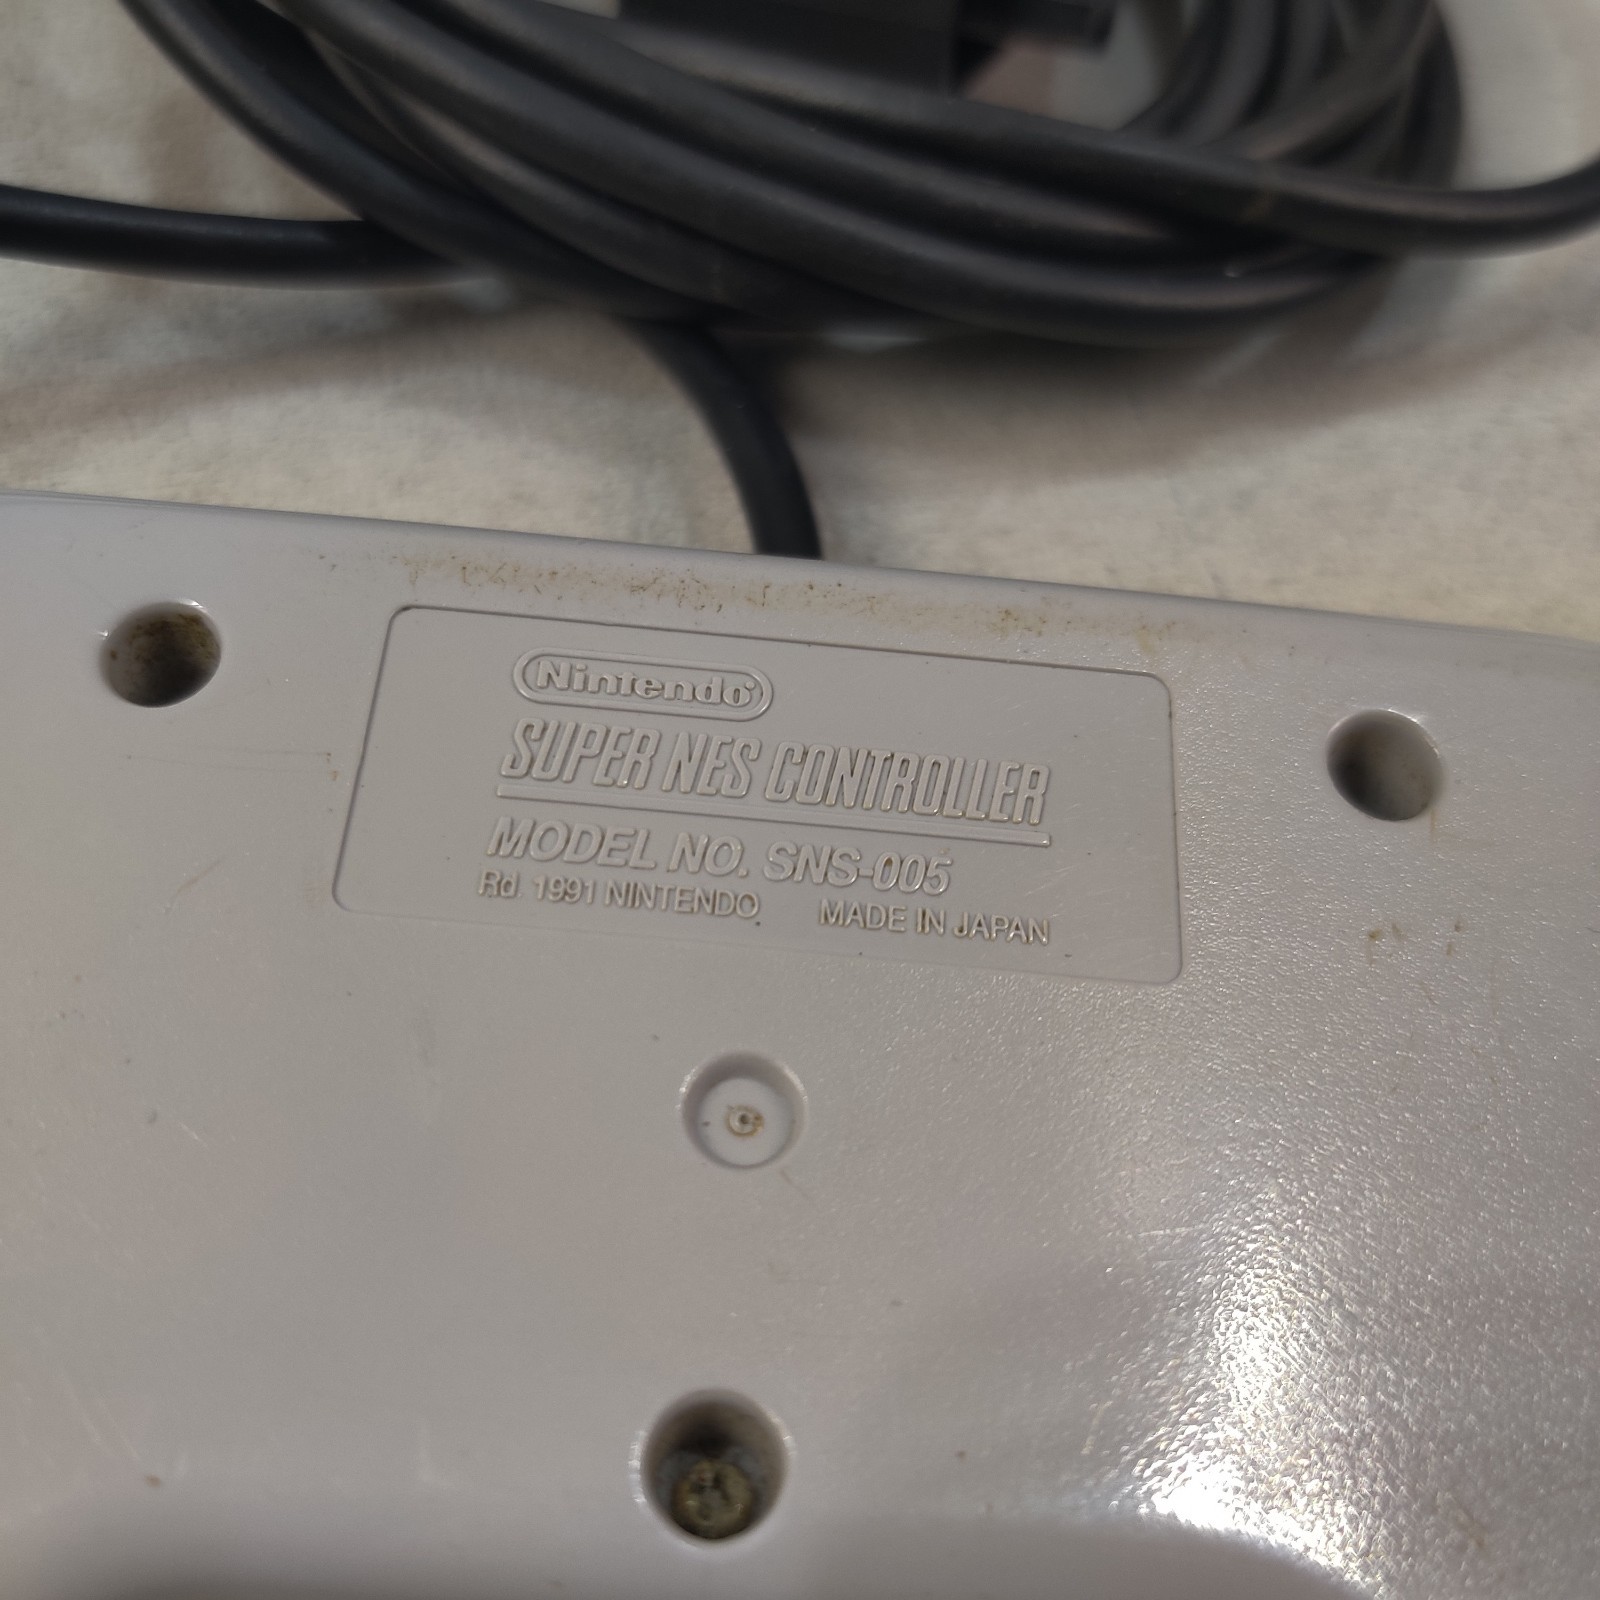 Nintendo
SUPER NES CONTROLLER
MODEL NO. SNS-005
Rd. 1991 NINTENDO MADE IN JAPAN